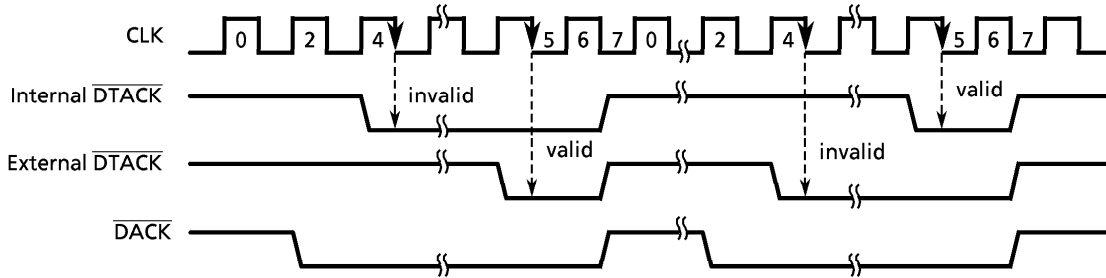 CLK 0 2 4 5 6 7 0 2 4 5 6 7
Internal DTACK invalid valid
valid invalid
External DTACK
DACK